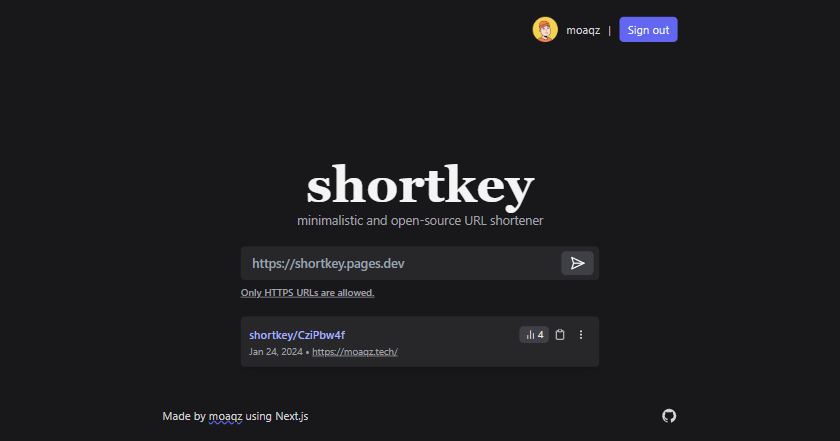 moaqz | Sign out
shortkey
minimalistic and open-source URL shortener
https://shortkey.pages.dev
Only HTTPS URLs are allowed.
shortkey/CziPbw4f 4
Jan 24, 2024 • https://moaqz.tech/
Made by moaqz using Next.js